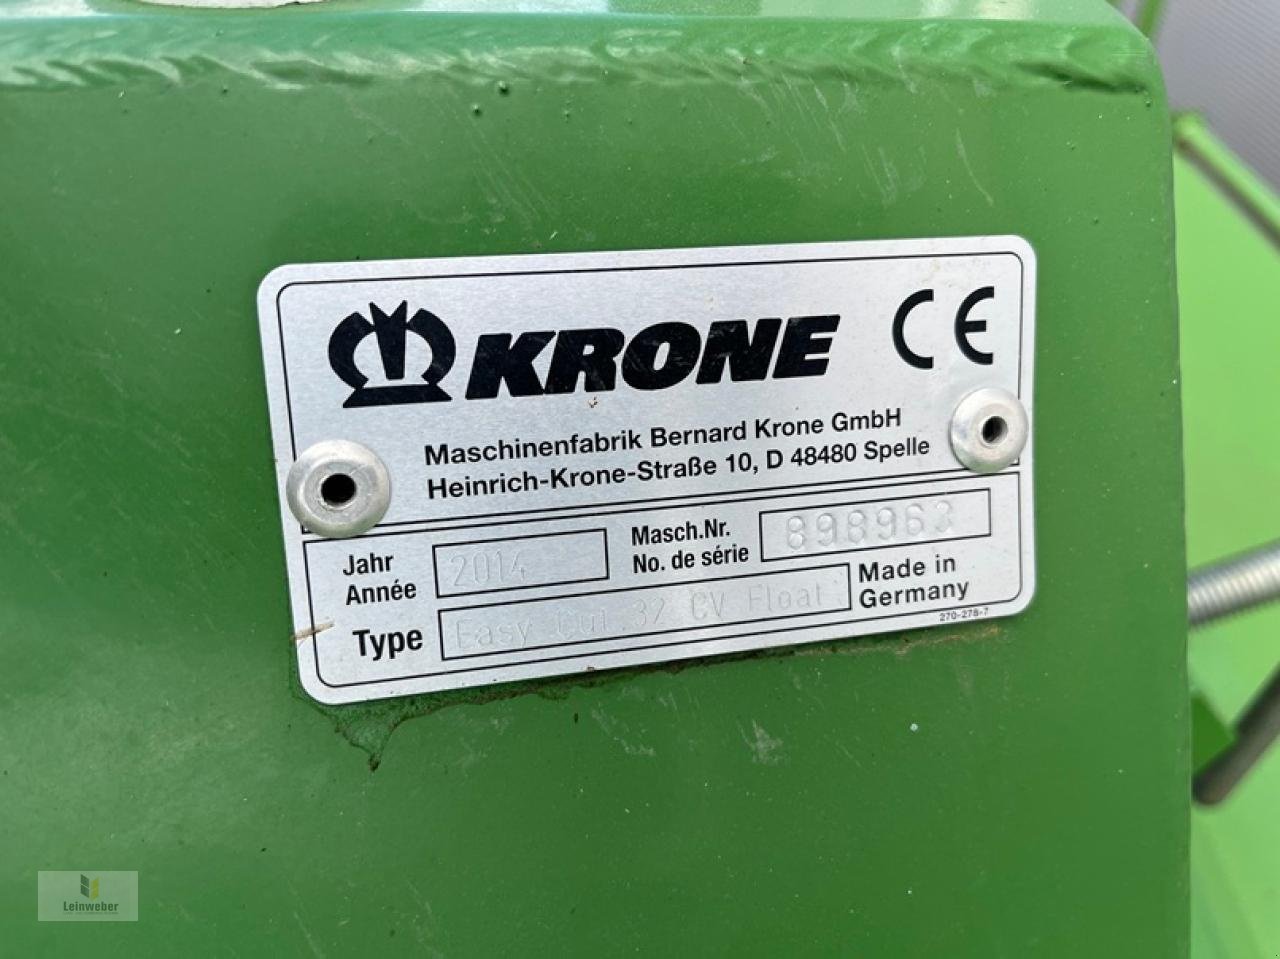 KRONE CE
Maschinenfabrik Bernard Krone GmbH
Heinrich-Krone-Straße 10, D 48480 Spelle
Jahr
Année
2014
Masch.Nr.
No. de série
898963
Type
Easy Cut 32 CV Float
Made in
Germany
270-278-7
Leinweber